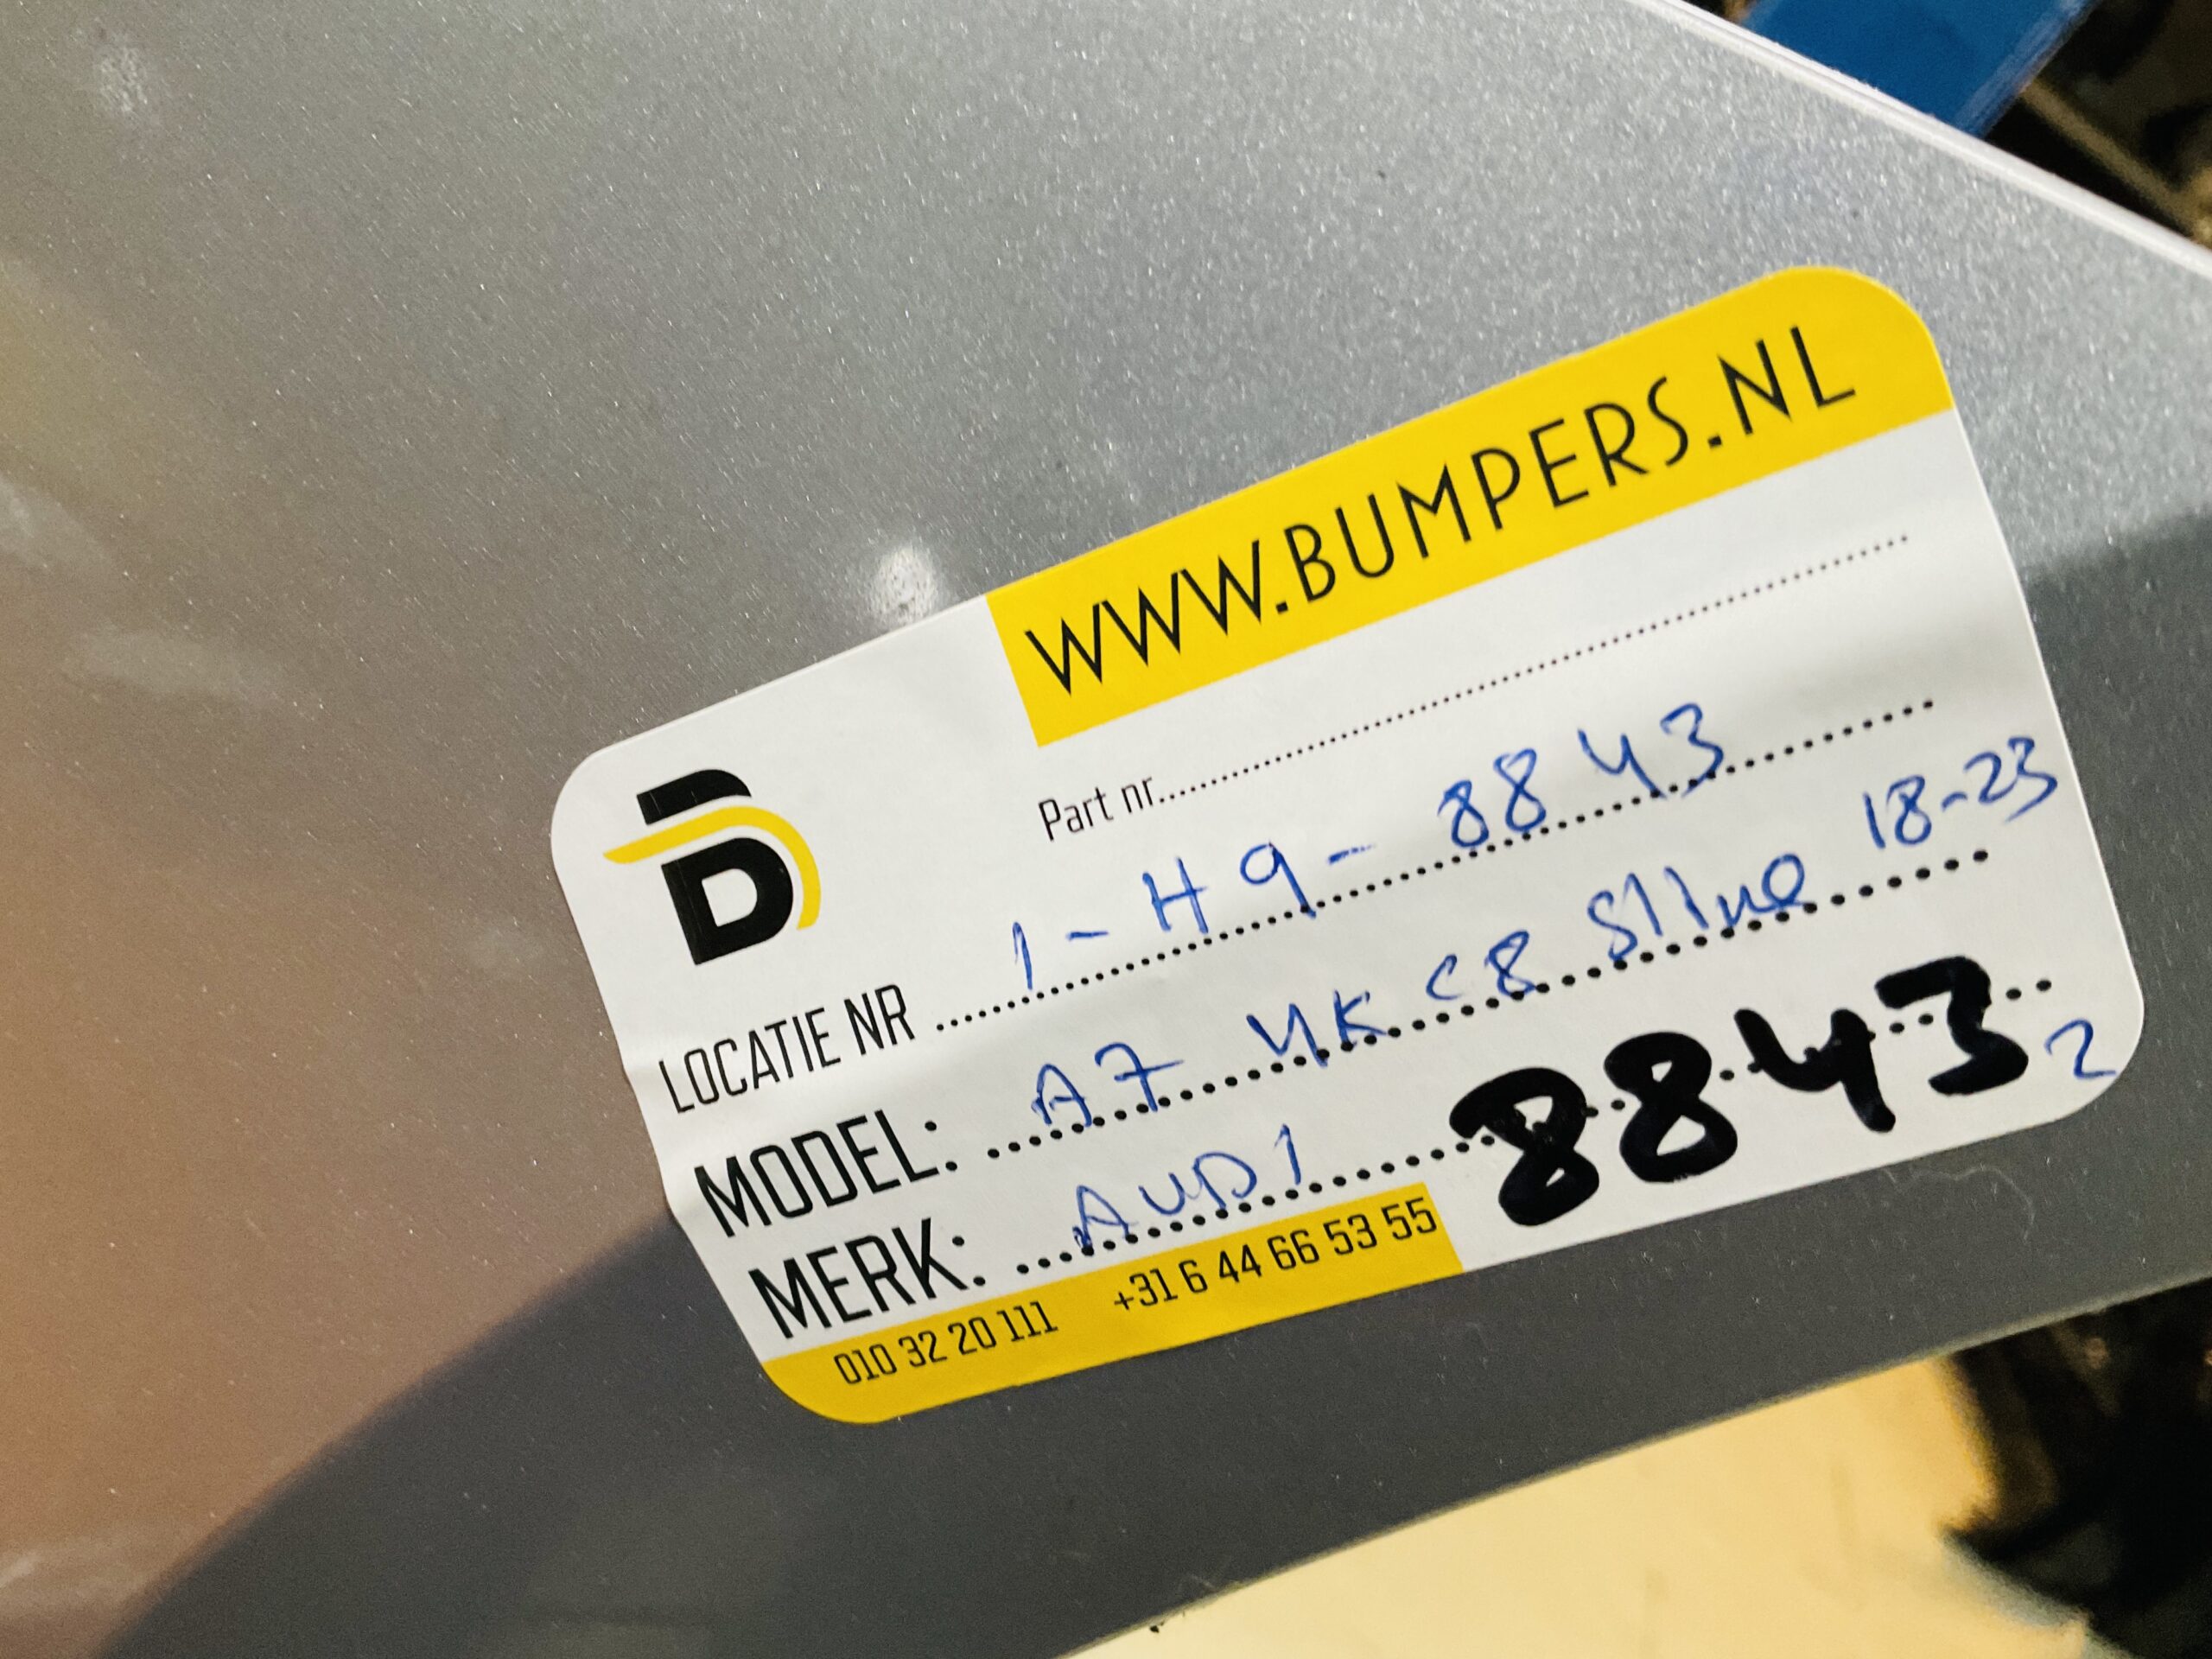 WWW.BUMPERS.NL
Part nr.
LOCATIE NR 1-H9-8843
MODEL: A7 4K C8 Sline 18-23
MERK: AUDI 8843 2
010 32 20 111 +31 6 44 66 53 55